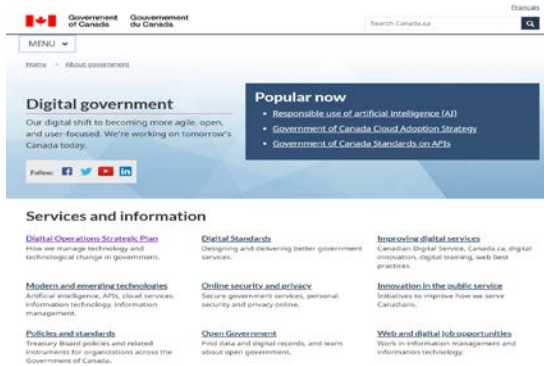 Français
Government of Canada
Gouvernement du Canada
Search Canada.ca
MENU
Home > About government
Digital government
Our digital shift to becoming more agile, open,
and user-focused. We're working on tomorrow's
Canada today.
Follow:
Popular now
Responsible use of artificial intelligence (AI)
Government of Canada Cloud Adoption Strategy
Government of Canada Standards on APIs
Services and information
Digital Operations Strategic Plan
How we manage technology and
technological change in government.
Digital Standards
Designing and delivering better government
services.
Improving digital services
Canadian Digital Service, Canada.ca, digital
innovation, digital training, web best
practices.
Modern and emerging technologies
Artificial intelligence, APIs, cloud services,
information technology, information
management.
Online security and privacy
Secure government services, personal
security and privacy online.
Innovation in the public service
Initiatives to improve how we serve
Canadians.
Policies and standards
Treasury Board policies and related
instruments for organizations across the
Government of Canada.
Open Government
Find data and digital records, and learn
about open government.
Web and digital job opportunities
Work in information management and
information technology.